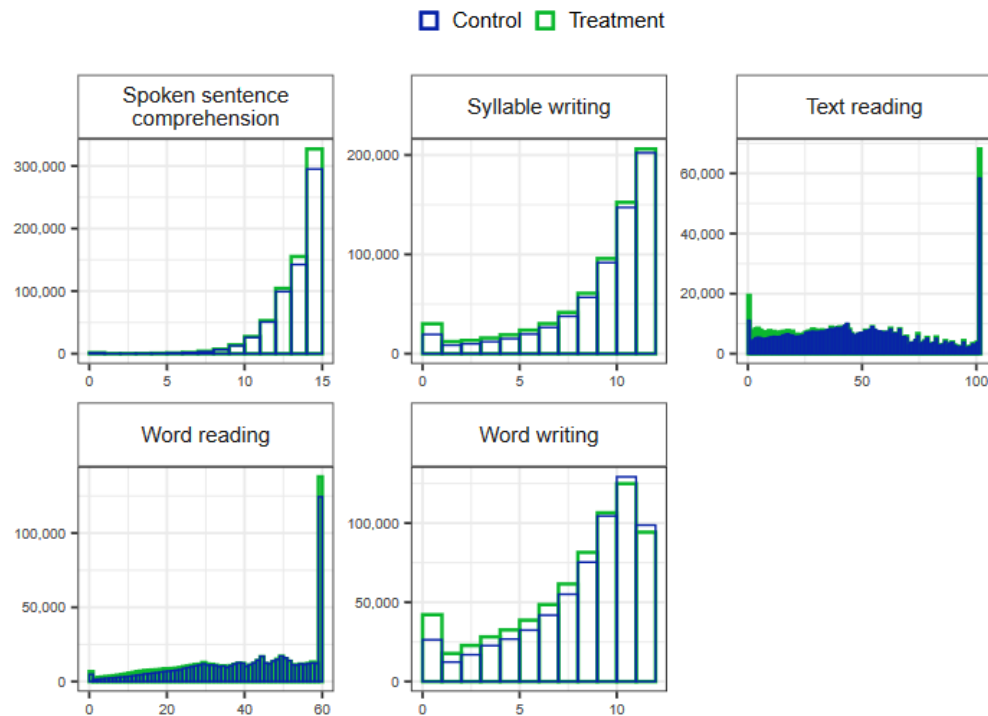 Control Treatment
Spoken sentence
comprehension
Syllable writing
Text reading
300,000
200,000
100,000
0
0 5 10 15
200,000
100,000
0
0 5 10
60,000
40,000
20,000
0
0 50 100
Word reading
Word writing
100,000
50,000
0
0 20 40 60
100,000
50,000
0
0 5 10